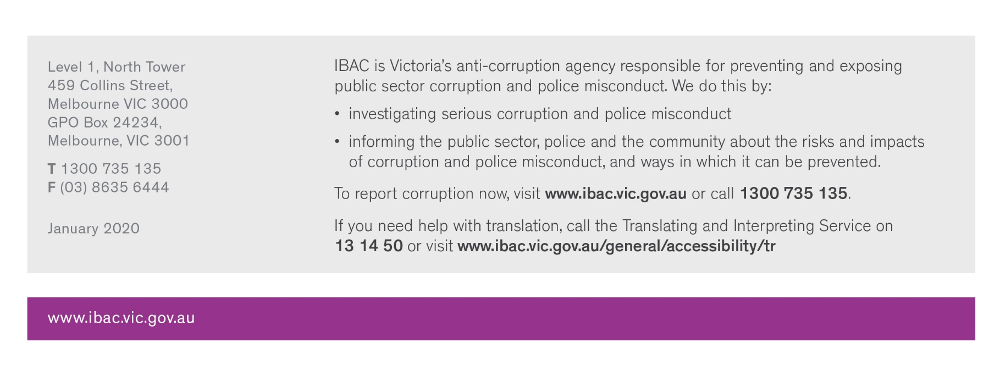 Level 1, North Tower
459 Collins Street,
Melbourne VIC 3000
GPO Box 24234,
Melbourne, VIC 3001
T 1300 735 135
F (03) 8635 6444
January 2020
IBAC is Victoria’s anti-corruption agency responsible for preventing and exposing
public sector corruption and police misconduct. We do this by:
• investigating serious corruption and police misconduct
• informing the public sector, police and the community about the risks and impacts
of corruption and police misconduct, and ways in which it can be prevented.
To report corruption now, visit www.ibac.vic.gov.au or call 1300 735 135.
If you need help with translation, call the Translating and Interpreting Service on
13 14 50 or visit www.ibac.vic.gov.au/general/accessibility/tr
www.ibac.vic.gov.au